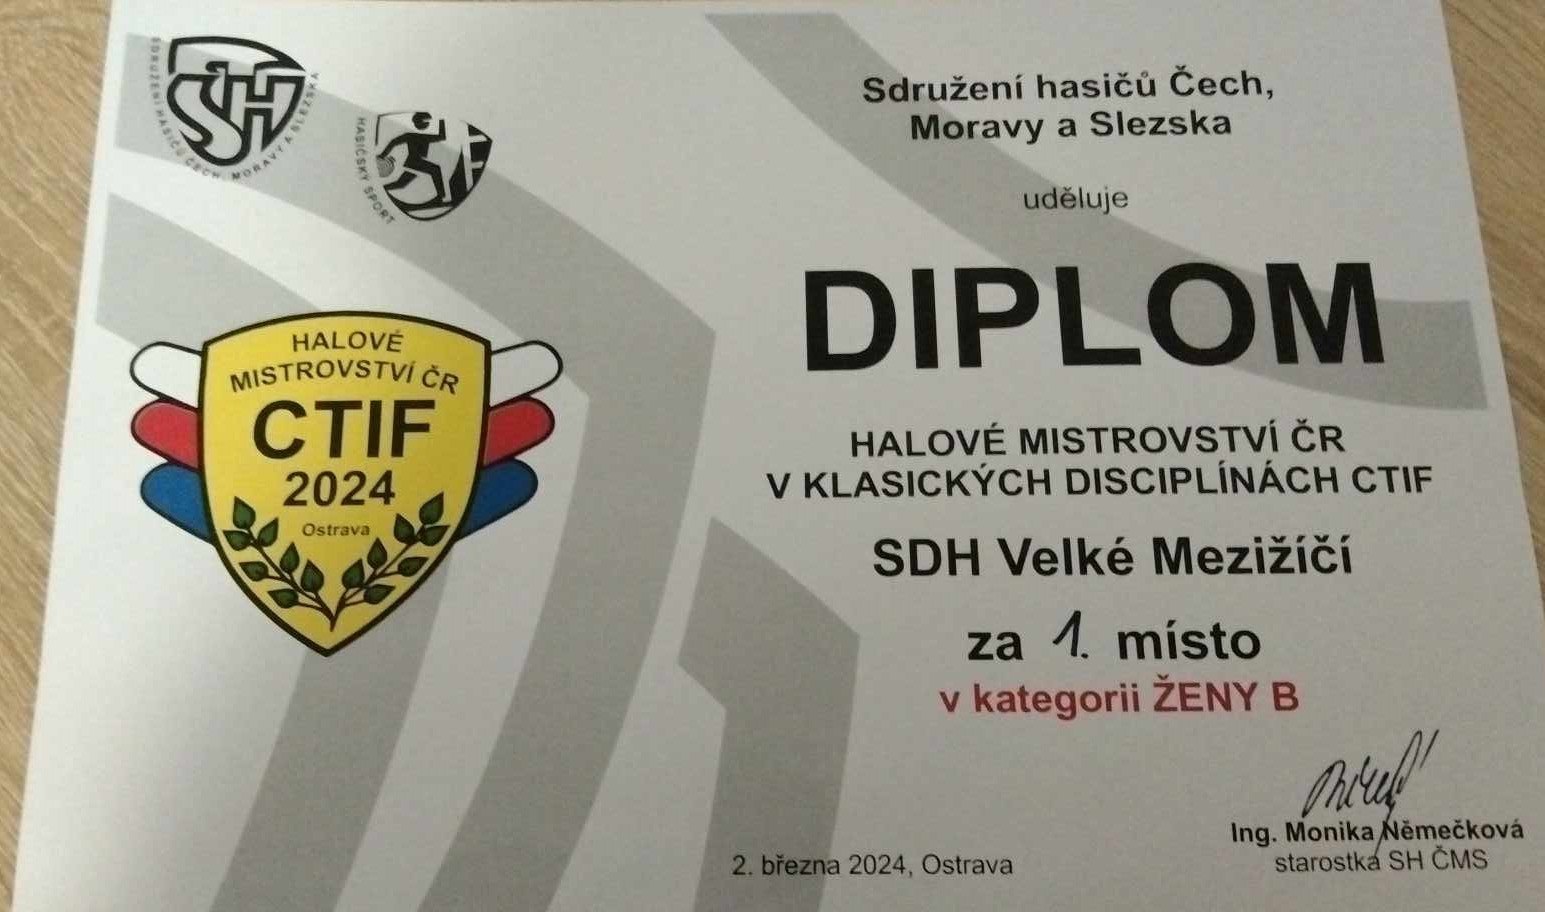 SDRUŽENÍ HASIČŮ ČECH, MORAVY A SLEZSKA
SH
HASIČSKÝ SPORT
HALOVÉ
MISTROVSTVÍ ČR
CTIF
2024
Ostrava
Sdružení hasičů Čech,
Moravy a Slezska
uděluje
DIPLOM
HALOVÉ MISTROVSTVÍ ČR
V KLASICKÝCH DISCIPLÍNÁCH CTIF
SDH Velké Mezižíčí
za 1. místo
v kategorii ŽENY B
Ing. Monika Němečková
starostka SH ČMS
2. března 2024, Ostrava